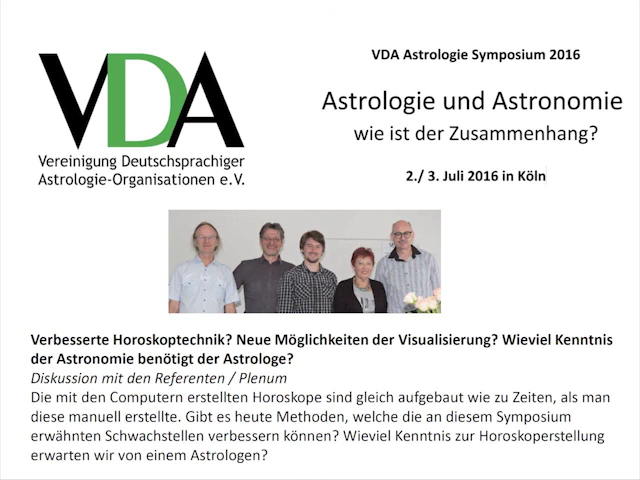 VDA
Vereinigung Deutschsprachiger
Astrologie-Organisationen e.V.
VDA Astrologie Symposium 2016
Astrologie und Astronomie
wie ist der Zusammenhang?
2./ 3. Juli 2016 in Köln
Verbesserte Horoskoptechnik? Neue Möglichkeiten der Visualisierung? Wieviel Kenntnis
der Astronomie benötigt der Astrologe?
Diskussion mit den Referenten / Plenum
Die mit den Computern erstellten Horoskope sind gleich aufgebaut wie zu Zeiten, als man
diese manuell erstellte. Gibt es heute Methoden, welche die an diesem Symposium
erwähnten Schwachstellen verbessern können? Wieviel Kenntnis zur Horoskoperstellung
erwarten wir von einem Astrologen?